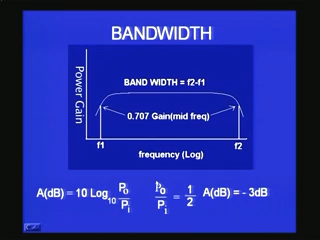 BANDWIDTH
Power Gain
BAND WIDTH = f2-f1
0.707 Gain(mid freq)
f1
f2
frequency (Log)
A(dB) = 10 Log10 Po/Pi
Po/Pi = 1/2
A(dB) = - 3dB